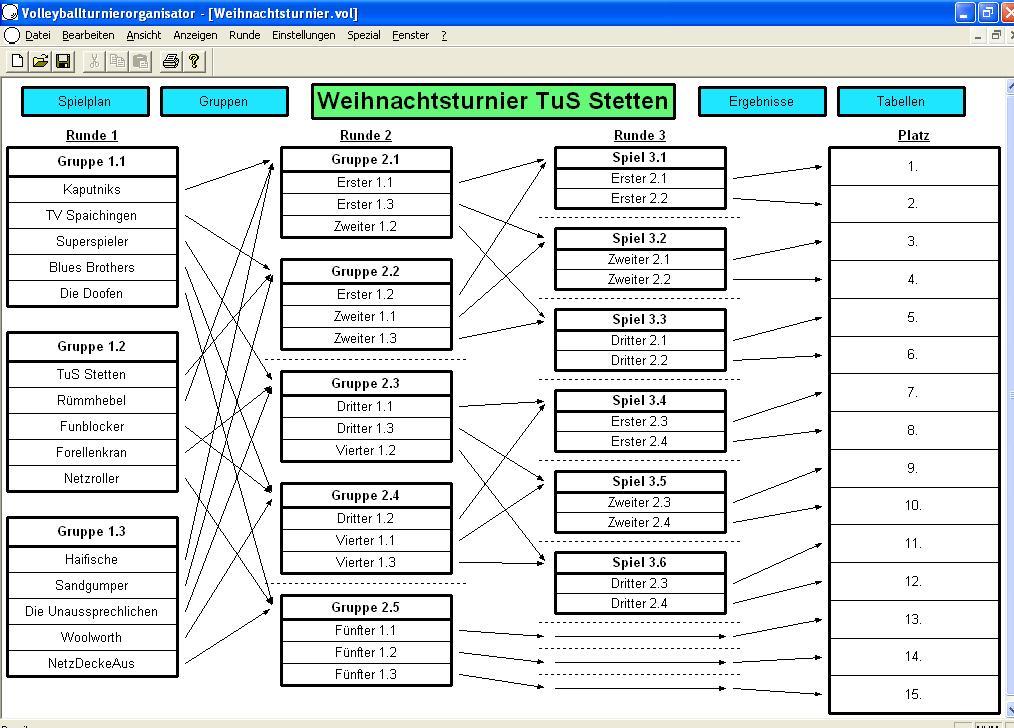 Volleyballturnierorganisator - [Weihnachtsturnier.vol]
Datei Bearbeiten Ansicht Anzeigen Runde Einstellungen Spezial Fenster ?
Spielplan
Gruppen
Weihnachtsturnier TuS Stetten
Ergebnisse
Tabellen
Runde 1
Gruppe 1.1
Kaputniks
TV Spaichingen
Superspieler
Blues Brothers
Die Doofen
Gruppe 1.2
TuS Stetten
Rümmhebel
Funblocker
Forellenkran
Netzroller
Gruppe 1.3
Haifische
Sandgumper
Die Unaussprechlichen
Woolworth
NetzDeckeAus
Runde 2
Gruppe 2.1
Erster 1.1
Erster 1.3
Zweiter 1.2
Gruppe 2.2
Erster 1.2
Zweiter 1.1
Zweiter 1.3
Gruppe 2.3
Dritter 1.1
Dritter 1.3
Vierter 1.2
Gruppe 2.4
Dritter 1.2
Vierter 1.1
Vierter 1.3
Gruppe 2.5
Fünfter 1.1
Fünfter 1.2
Fünfter 1.3
Runde 3
Spiel 3.1
Erster 2.1
Erster 2.2
Spiel 3.2
Zweiter 2.1
Zweiter 2.2
Spiel 3.3
Dritter 2.1
Dritter 2.2
Spiel 3.4
Erster 2.3
Erster 2.4
Spiel 3.5
Zweiter 2.3
Zweiter 2.4
Spiel 3.6
Dritter 2.3
Dritter 2.4
Platz
1.
2.
3.
4.
5.
6.
7.
8.
9.
10.
11.
12.
13.
14.
15.